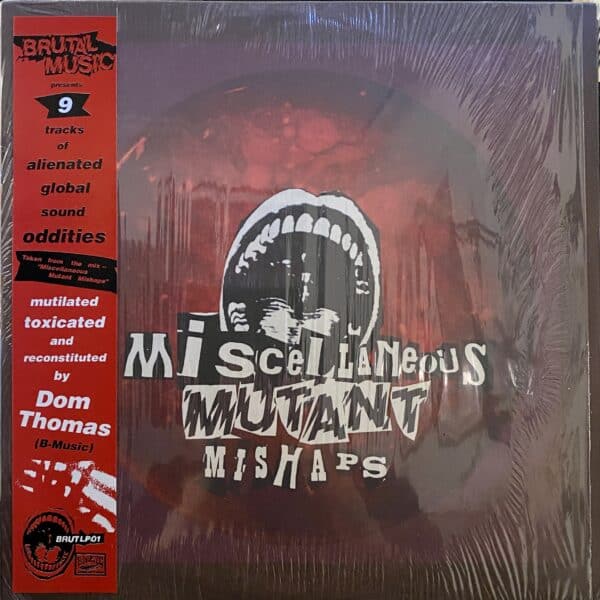 BRUTAL
MUSIC
presents
9
tracks
of
alienated
global
sound
oddities
Taken from the mix –
"Miscellaneous
Mutant Mishaps"
mutilated
toxicated
and
reconstituted
by
Dom
Thomas
(B-Music)
BRUTLP01
MiscellaneouS
MUTANT
MISHAPS